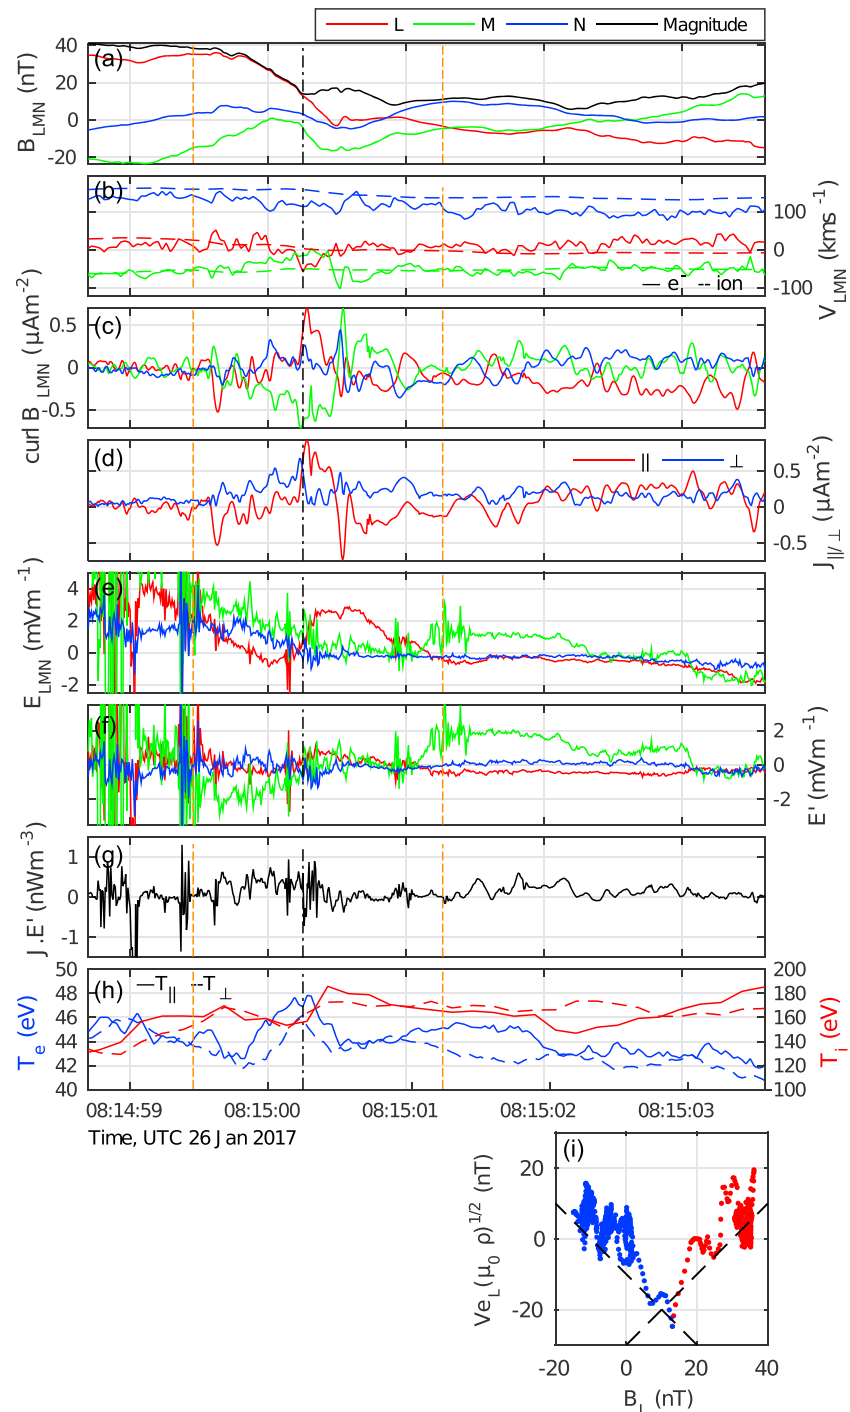 L M N Magnitude
(a)
40
20
0
-20
B_LMN (nT)
(b)
100
0
-100
V_LMN (kms^-1)
— e^- -- ion
(c)
0.5
0
-0.5
curl B_LMN (μAm^-2)
(d)
|| ⊥
0.5
0
-0.5
J_||/⊥ (μAm^-2)
(e)
4
2
0
-2
E_LMN (mVm^-1)
(f)
2
0
-2
E' (mVm^-1)
(g)
1
0
-1
J .E' (nWm^-3)
(h)
—T_|| --T_⊥
50
48
46
44
42
40
T_e (eV)
200
180
160
140
120
100
T_i (eV)
08:14:59 08:15:00 08:15:01 08:15:02 08:15:03
Time, UTC 26 Jan 2017
(i)
20
0
-20
Ve_L(μ_0 ρ)^1/2 (nT)
-20 0 20 40
B_L (nT)